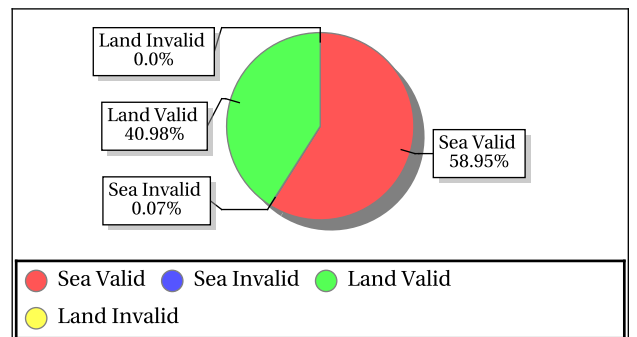 Land Invalid
0.0%
Land Valid
40.98%
Sea Valid
58.95%
Sea Invalid
0.07%
Sea Valid Sea Invalid Land Valid
Land Invalid